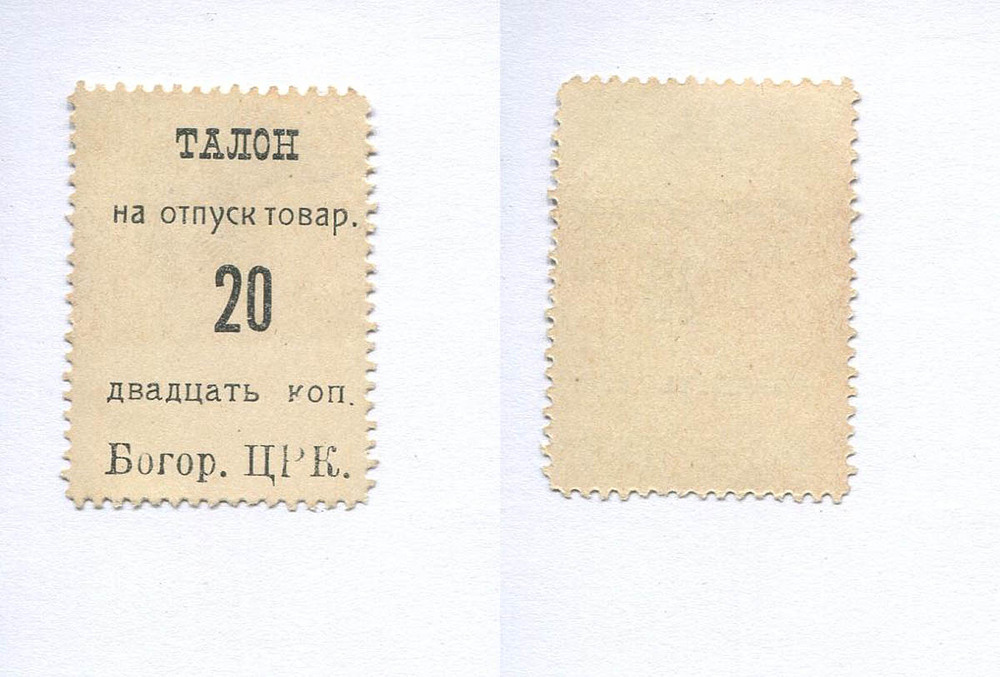 ТАЛОН
на отпуск товар.
20
двадцать коп.
Богор. ЦРК.